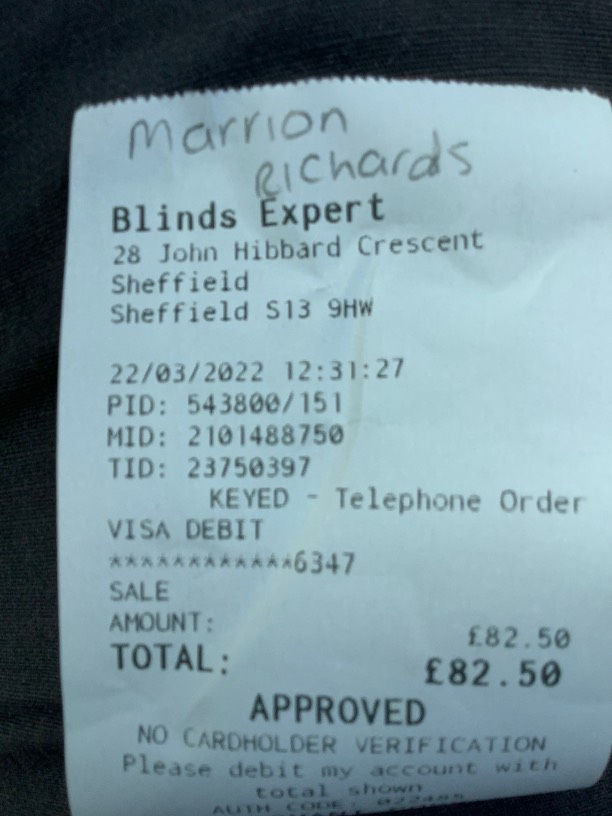 Marrion
Richards
Blinds Expert
28 John Hibbard Crescent
Sheffield
Sheffield S13 9HW
22/03/2022 12:31:27
PID: 543800/151
MID: 2101488750
TID: 23750397
KEYED - Telephone Order
VISA DEBIT
************6347
SALE
AMOUNT: £82.50
TOTAL: £82.50
APPROVED
NO CARDHOLDER VERIFICATION
Please debit my account with
total shown
AUTH CODE: